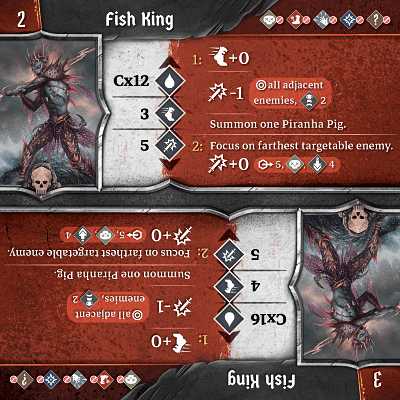 2
Fish King
1: +0
Cx12
-1 all adjacent
enemies, 2
3
Summon one Piranha Pig.
5
2: Focus on farthest targetable enemy.
+0 5, 4
3
Fish King
1: +0
Cx16
-1 all adjacent
enemies, 2
4
Summon one Piranha Pig.
5
2: Focus on farthest targetable enemy.
+0 5, 4